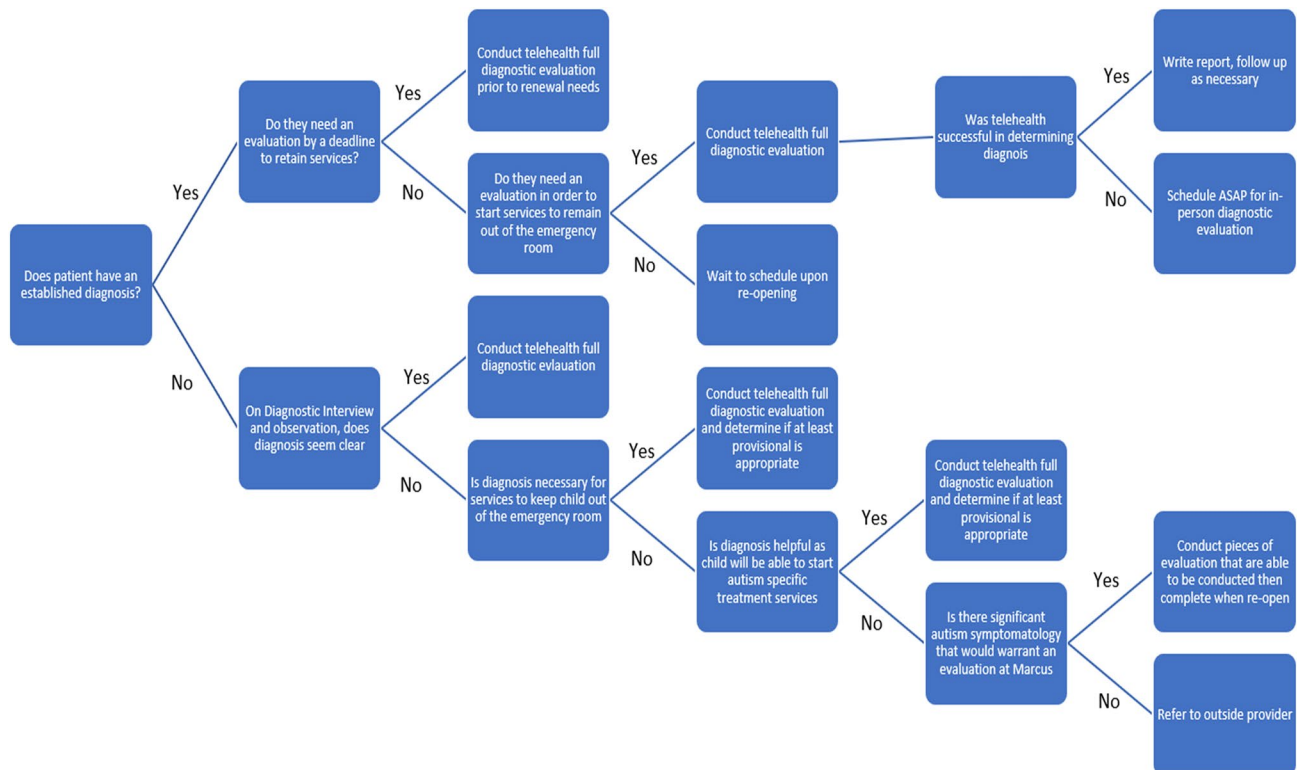 Does patient have an
established diagnosis?
Yes
No
Do they need an
evaluation by a deadline
to retain services?
Yes
No
Conduct telehealth full
diagnostic evaluation
prior to renewal needs
Do they need an
evaluation in order to
start services to remain
out of the emergency
room
Yes
No
Conduct telehealth full
diagnostic evaluation
Wait to schedule upon
re-opening
Was telehealth
successful in determining
diagnois
Yes
No
Write report, follow up
as necessary
Schedule ASAP for in-
person diagnostic
evaluation
On Diagnostic Interview
and observation, does
diagnosis seem clear
Yes
No
Conduct telehealth full
diagnostic evlauation
Is diagnosis necessary for
services to keep child out
of the emergency room
Yes
No
Conduct telehealth full
diagnostic evaluation
and determine if at least
provisional is
appropriate
Is diagnosis helpful as
child will be able to start
autism specific
treatment services
Yes
No
Conduct telehealth full
diagnostic evaluation
and determine if at least
provisional is
appropriate
Is there significant
autism symptomatology
that would warrant an
evaluation at Marcus
Yes
No
Conduct pieces of
evaluation that are able
to be conducted then
complete when re-open
Refer to outside provider